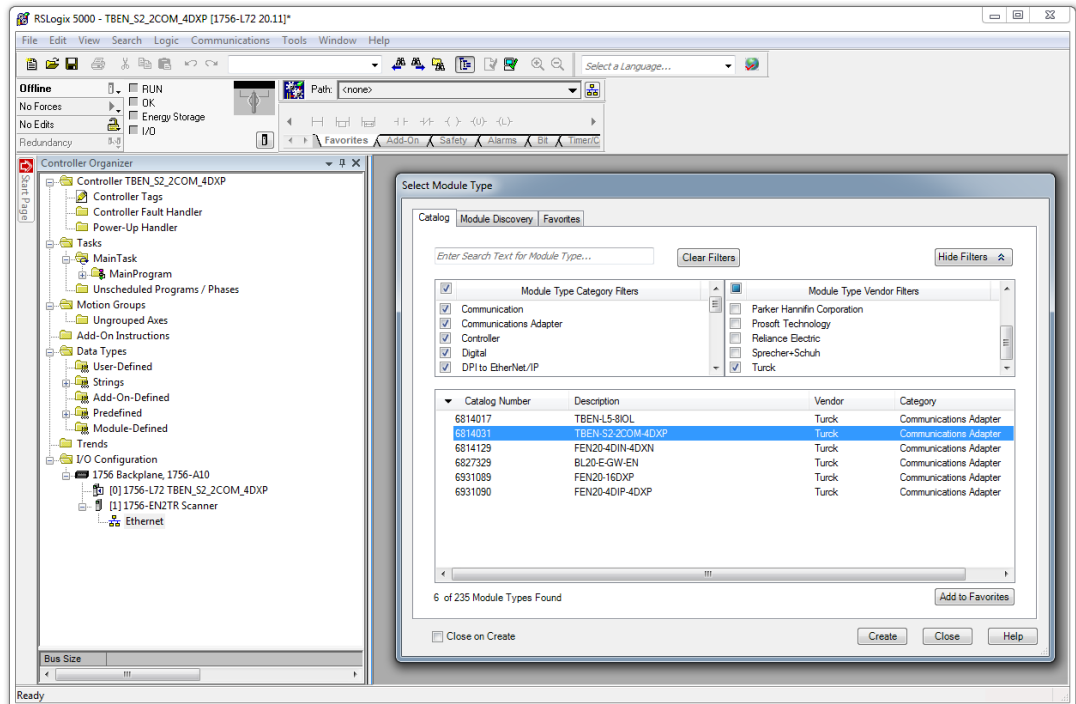 RSLogix 5000 - TBEN_S2_2COM_4DXP [1756-L72 20.11]*
File Edit View Search Logic Communications Tools Window Help
Select a Language...
Offline
RUN
Path: <none>
No Forces
OK
Energy Storage
No Edits
I/O
Redundancy
Favorites Add-On Safety Alarms Bit Timer/C
Start Page
Controller Organizer
Controller TBEN_S2_2COM_4DXP
Controller Tags
Controller Fault Handler
Power-Up Handler
Tasks
MainTask
MainProgram
Unscheduled Programs / Phases
Motion Groups
Ungrouped Axes
Add-On Instructions
Data Types
User-Defined
Strings
Add-On-Defined
Predefined
Module-Defined
Trends
I/O Configuration
1756 Backplane, 1756-A10
[0] 1756-L72 TBEN_S2_2COM_4DXP
[1] 1756-EN2TR Scanner
Ethernet
Bus Size
Ready
Select Module Type
Catalog Module Discovery Favorites
Enter Search Text for Module Type... Clear Filters Hide Filters
Module Type Category Filters Module Type Vendor Filters
Communication Parker Hannifin Corporation
Communications Adapter Prosoft Technology
Controller Reliance Electric
Digital Sprecher+Schuh
DPI to EtherNet/IP Turck
Catalog Number Description Vendor Category
6814017 TBEN-L5-8IOL Turck Communications Adapter
6814031 TBEN-S2-2COM-4DXP Turck Communications Adapter
6814129 FEN20-4DIN-4DXN Turck Communications Adapter
6827329 BL20-E-GW-EN Turck Communications Adapter
6931089 FEN20-16DXP Turck Communications Adapter
6931090 FEN20-4DIP-4DXP Turck Communications Adapter
6 of 235 Module Types Found Add to Favorites
Close on Create Create Close Help